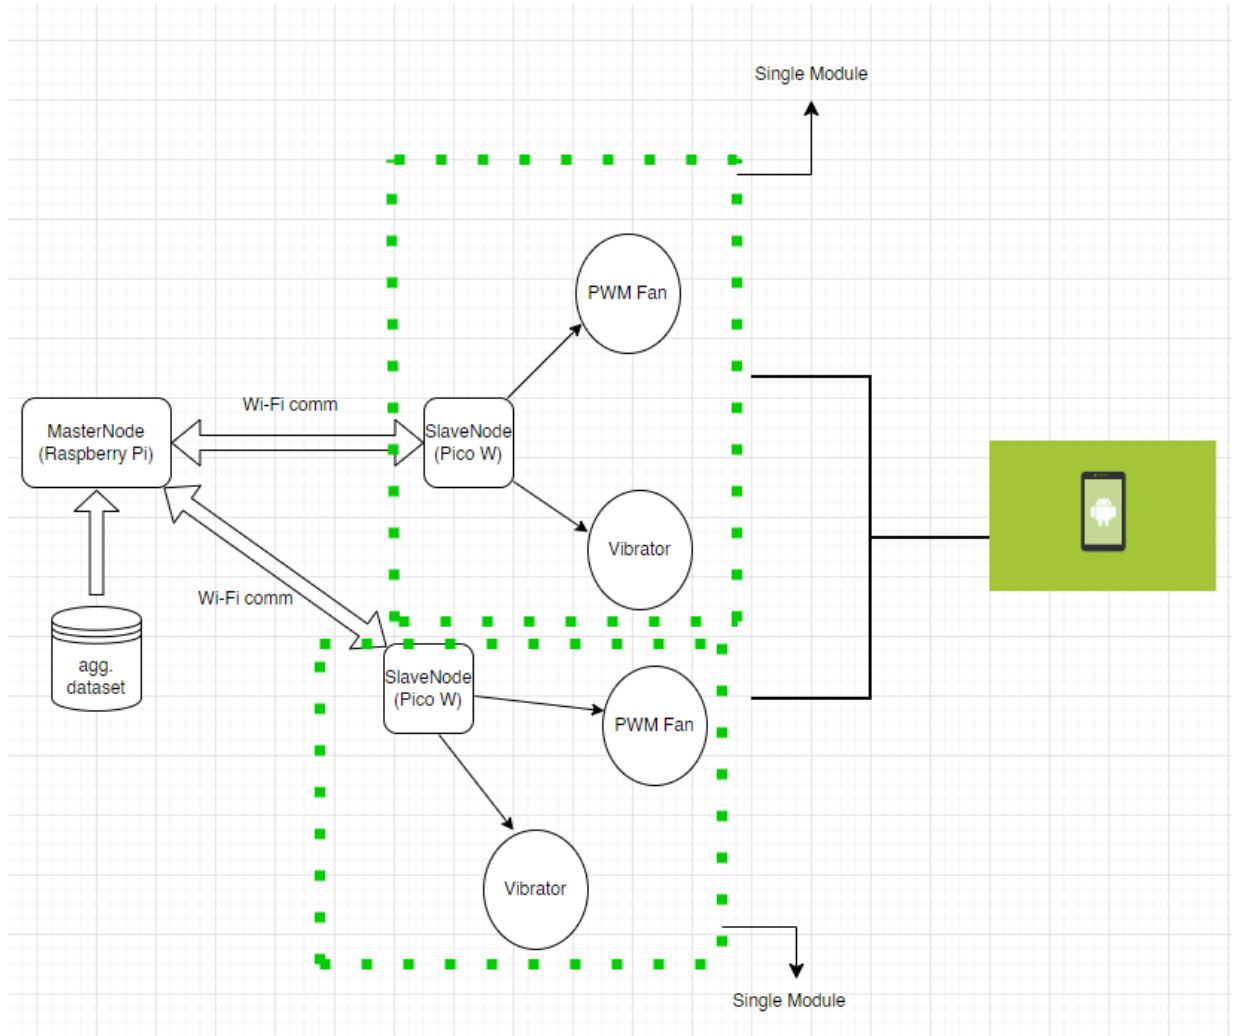 Single Module
PWM Fan
Wi-Fi comm
MasterNode
(Raspberry Pi)
SlaveNode
(Pico W)
Vibrator
Wi-Fi comm
agg.
dataset
SlaveNode
(Pico W)
PWM Fan
Vibrator
Single Module